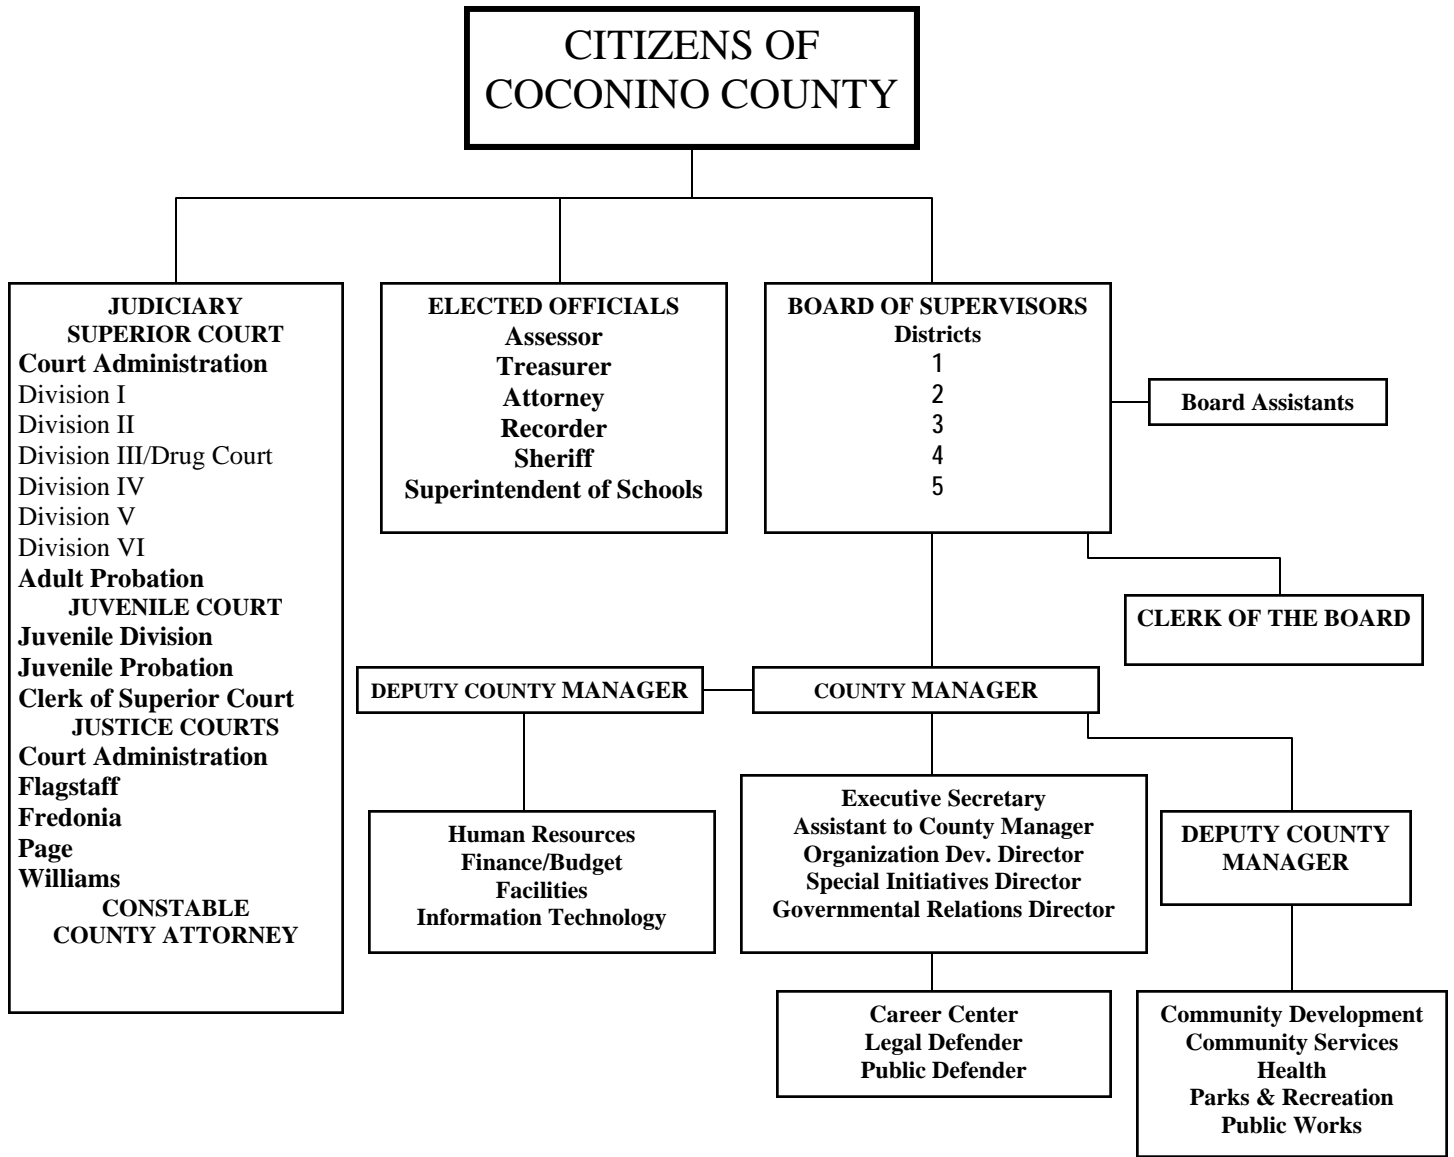 CITIZENS OF
COCONINO COUNTY
JUDICIARY
SUPERIOR COURT
Court Administration
Division I
Division II
Division III/Drug Court
Division IV
Division V
Division VI
Adult Probation
JUVENILE COURT
Juvenile Division
Juvenile Probation
Clerk of Superior Court
JUSTICE COURTS
Court Administration
Flagstaff
Fredonia
Page
Williams
CONSTABLE
COUNTY ATTORNEY
ELECTED OFFICIALS
Assessor
Treasurer
Attorney
Recorder
Sheriff
Superintendent of Schools
BOARD OF SUPERVISORS
Districts
1
2
3
4
5
Board Assistants
CLERK OF THE BOARD
DEPUTY COUNTY MANAGER
COUNTY MANAGER
Human Resources
Finance/Budget
Facilities
Information Technology
Executive Secretary
Assistant to County Manager
Organization Dev. Director
Special Initiatives Director
Governmental Relations Director
DEPUTY COUNTY
MANAGER
Career Center
Legal Defender
Public Defender
Community Development
Community Services
Health
Parks & Recreation
Public Works